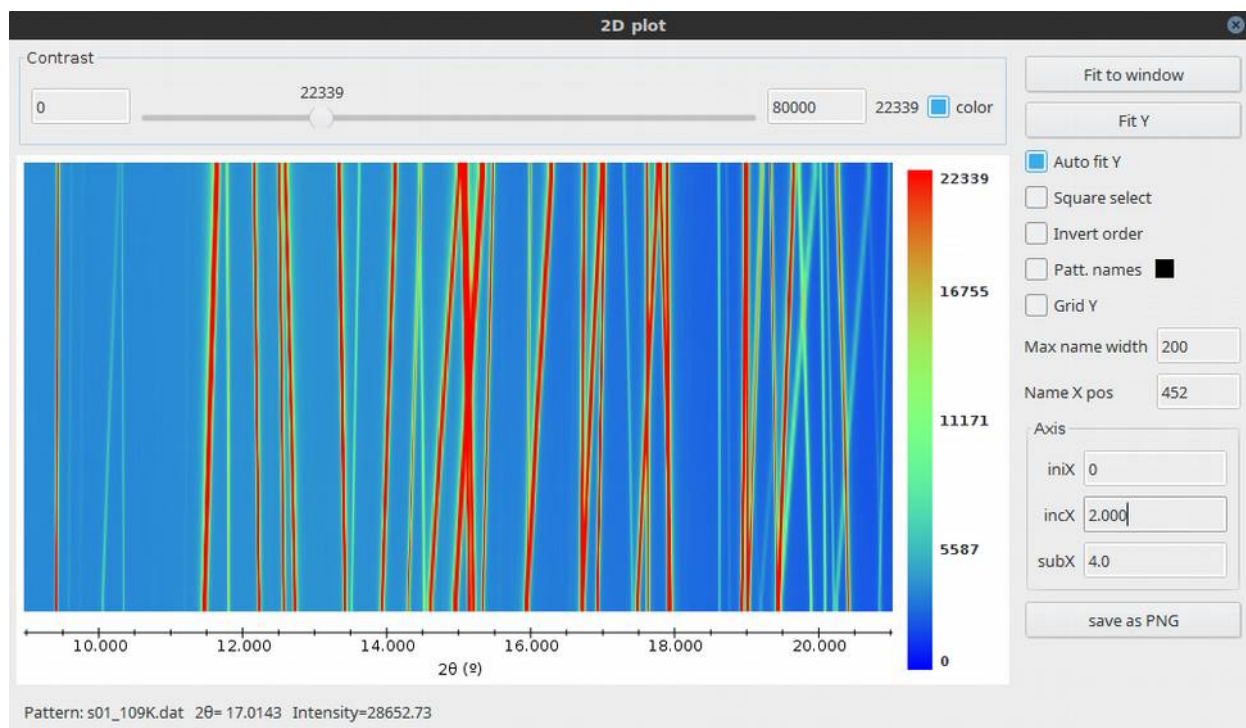 2D plot
Contrast
0
22339
80000
22339 color
Fit to window
Fit Y
Auto fit Y
Square select
Invert order
Patt. names
Grid Y
Max name width 200
Name X pos 452
Axis
iniX 0
incX 2.000
subX 4.0
save as PNG
22339
16755
11171
5587
0
10.000 12.000 14.000 16.000 18.000 20.000
2θ (º)
Pattern: s01_109K.dat 2θ= 17.0143 Intensity=28652.73